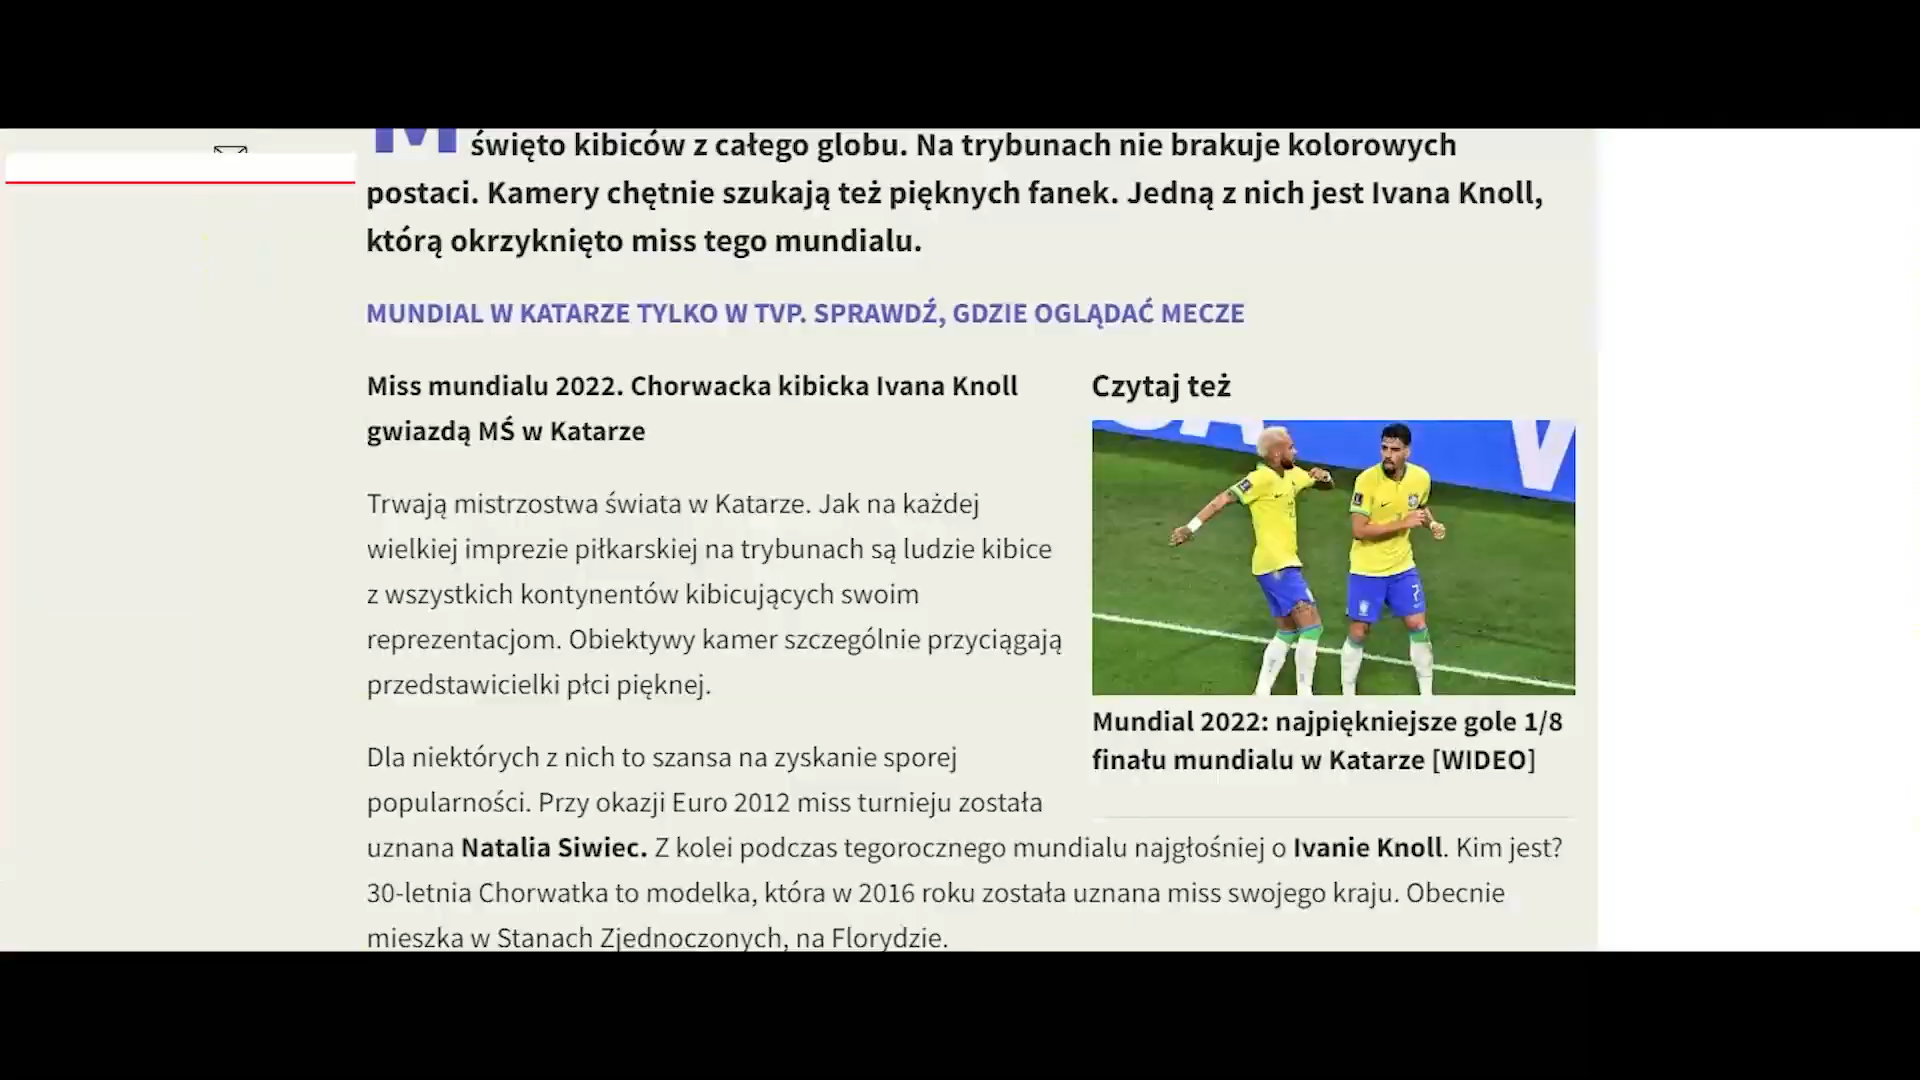 M święto kibiców z całego globu. Na trybunach nie brakuje kolorowych
postaci. Kamery chętnie szukają też pięknych fanek. Jedną z nich jest Ivana Knoll,
którą okrzyknięto miss tego mundialu.
MUNDIAL W KATARZE TYLKO W TVP. SPRAWDŹ, GDZIE OGLĄDAĆ MECZE
Miss mundialu 2022. Chorwacka kibicka Ivana Knoll
gwiazdą MŚ w Katarze
Trwają mistrzostwa świata w Katarze. Jak na każdej
wielkiej imprezie piłkarskiej na trybunach są ludzie kibice
z wszystkich kontynentów kibicujących swoim
reprezentacjom. Obiektywy kamer szczególnie przyciągają
przedstawicielki płci pięknej.
Czytaj też
7
Mundial 2022: najpiękniejsze gole 1/8
finału mundialu w Katarze [WIDEO]
Dla niektórych z nich to szansa na zyskanie sporej
popularności. Przy okazji Euro 2012 miss turnieju została
uznana Natalia Siwiec. Z kolei podczas tegorocznego mundialu najgłośniej o Ivanie Knoll. Kim jest?
30-letnia Chorwatka to modelka, która w 2016 roku została uznana miss swojego kraju. Obecnie
mieszka w Stanach Zjednoczonych, na Florydzie.